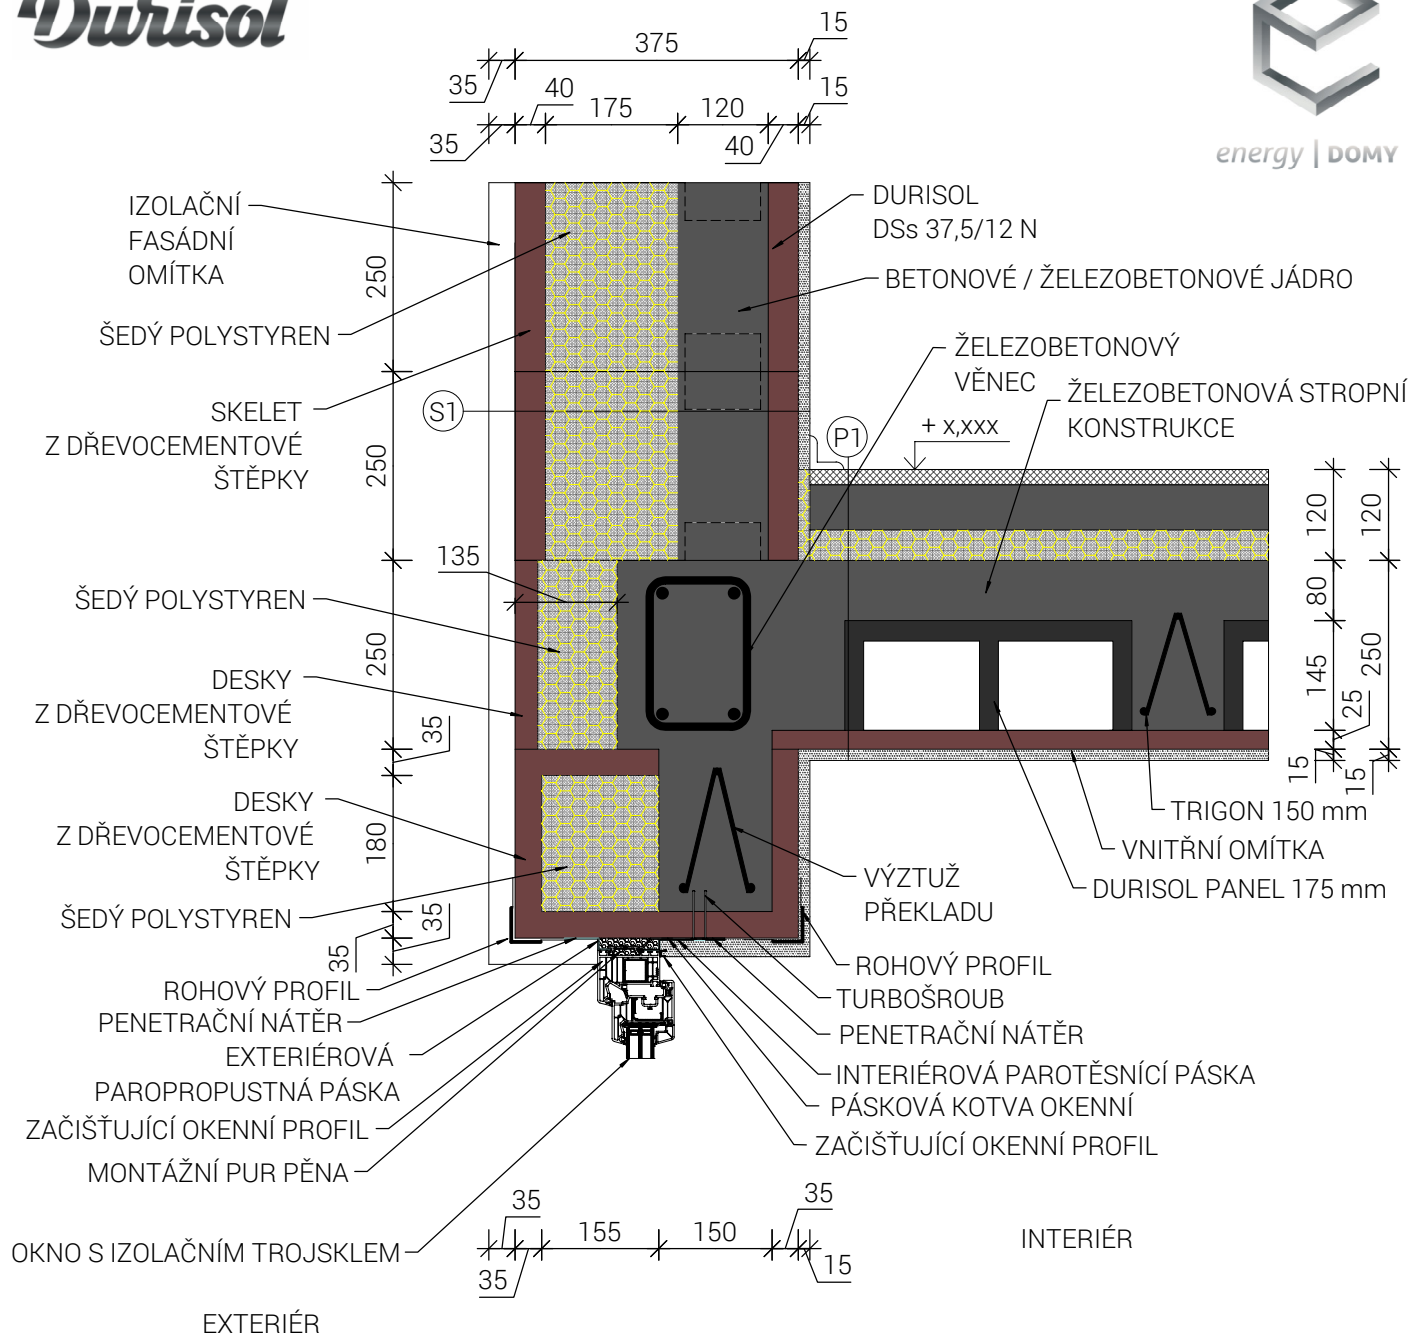 Durisol
375
15
35
40
175
120
15
35
40
energy | DOMY
IZOLAČNÍ
FASÁDNÍ
OMÍTKA
DURISOL
DSs 37,5/12 N
250
BETONOVÉ / ŽELEZOBETONOVÉ JÁDRO
ŠEDÝ POLYSTYREN
ŽELEZOBETONOVÝ
VĚNEC
ŽELEZOBETONOVÁ STROPNÍ
KONSTRUKCE
SKELET
Z DŘEVOCEMENTOVÉ
ŠTĚPKY
S1
P1
+ x,xxx
250
120
120
135
ŠEDÝ POLYSTYREN
80
250
145
250
25
15
15
DESKY
Z DŘEVOCEMENTOVÉ
ŠTĚPKY
35
DESKY
Z DŘEVOCEMENTOVÉ
ŠTĚPKY
180
TRIGON 150 mm
VNITŘNÍ OMÍTKA
DURISOL PANEL 175 mm
VÝZTUŽ
PŘEKLADU
ŠEDÝ POLYSTYREN
35
35
ROHOVÝ PROFIL
PENETRAČNÍ NÁTĚR
EXTERIÉROVÁ
PAROPROPUSTNÁ PÁSKA
ZAČIŠŤUJÍCÍ OKENNÍ PROFIL
MONTÁŽNÍ PUR PĚNA
ROHOVÝ PROFIL
TURBOŠROUB
PENETRAČNÍ NÁTĚR
INTERIÉROVÁ PAROTĚSNÍCÍ PÁSKA
PÁSKOVÁ KOTVA OKENNÍ
ZAČIŠŤUJÍCÍ OKENNÍ PROFIL
35
155
150
35
35
15
OKNO S IZOLAČNÍM TROJSKLEM
INTERIÉR
EXTERIÉR